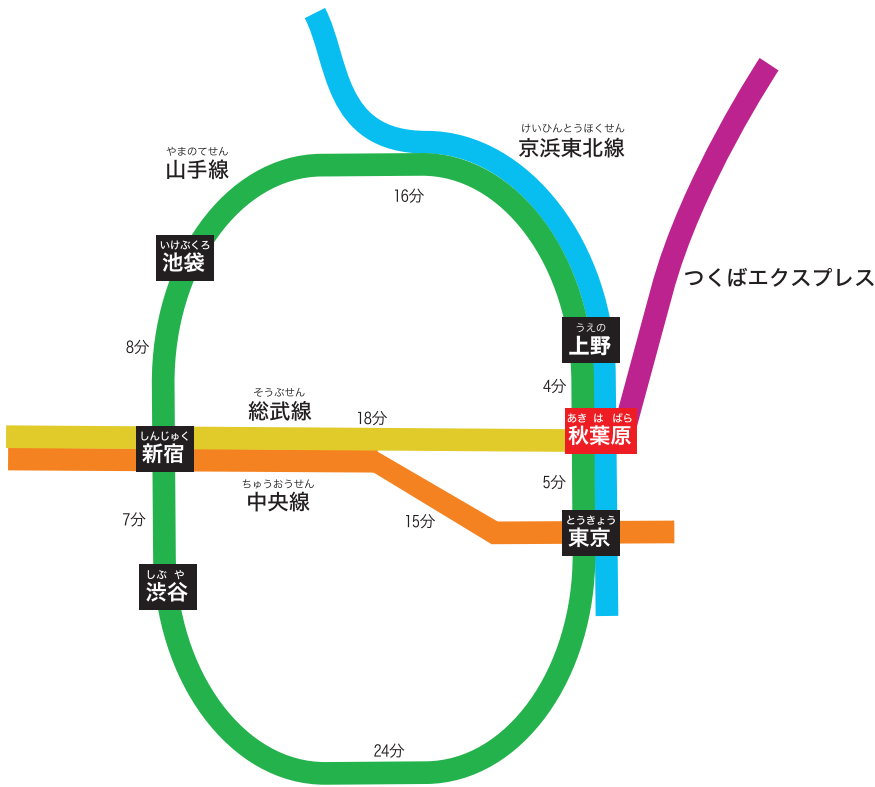 けいひんとうほくせん
京浜東北線
やまのてせん
山手線
16分
いけぶくろ
池袋
つくばエクスプレス
うえの
上野
8分
4分
そうぶせん
総武線
18分
あき は ばら
秋葉原
しんじゅく
新宿
ちゅうおうせん
中央線
5分
7分
15分
とうきょう
東京
しぶ や
渋谷
24分